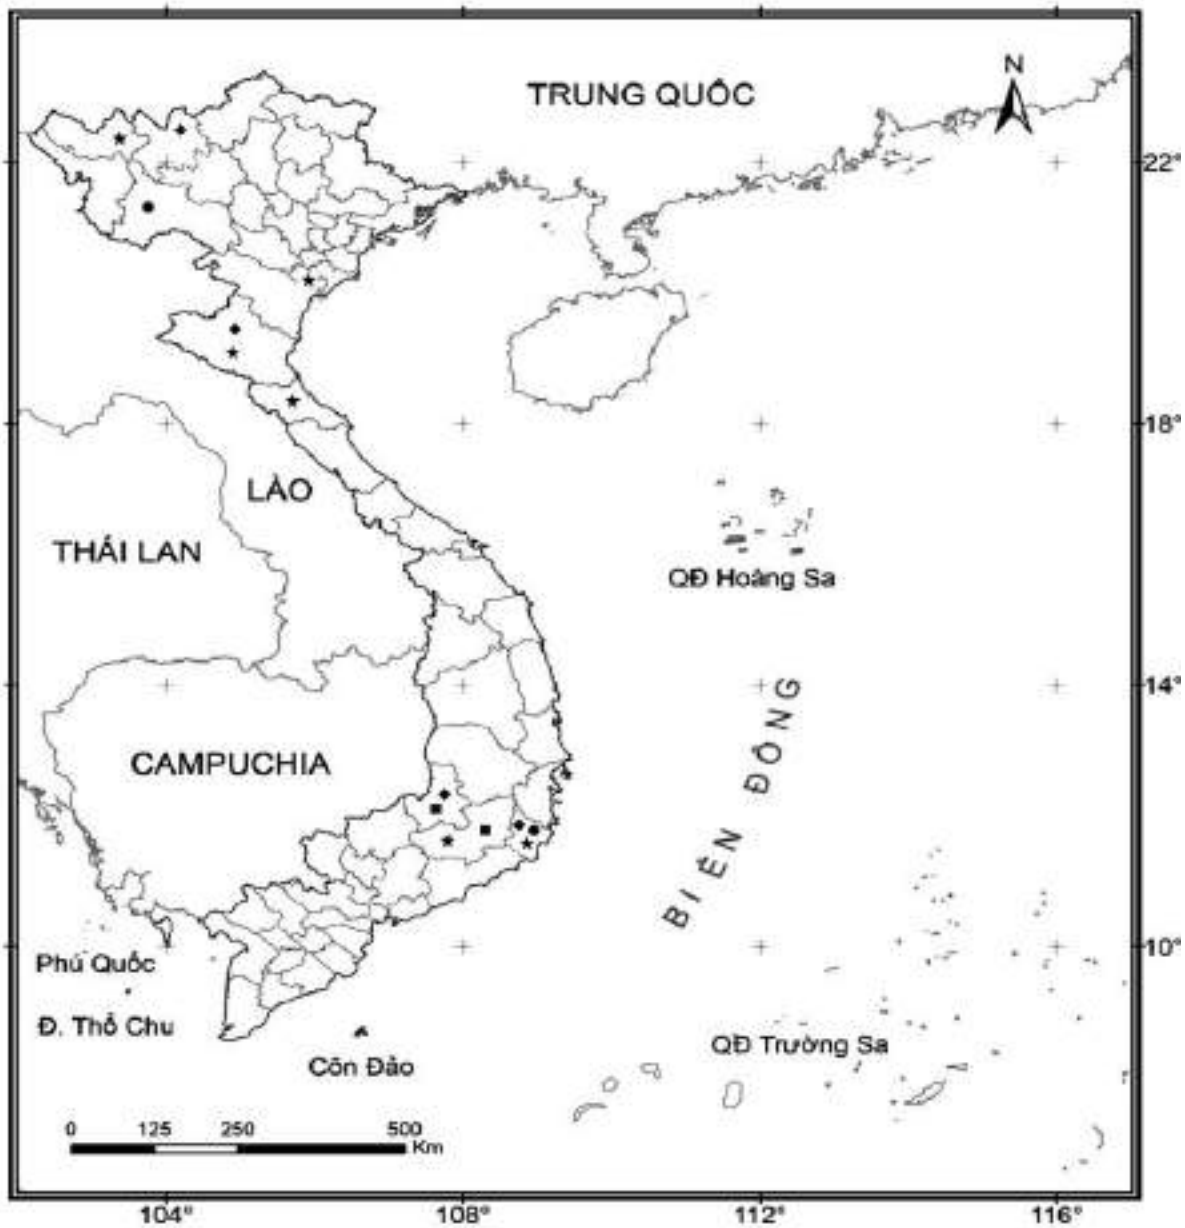 N
TRUNG QUỐC
22°
18°
LÀO
THÁI LAN
QĐ Hoàng Sa
14°
CAMPUCHIA
BIỂN ĐÔNG
10°
Phú Quốc
Đ. Thổ Chu
QĐ Trường Sa
Côn Đảo
0 125 250 500
Km
104° 108° 112° 116°